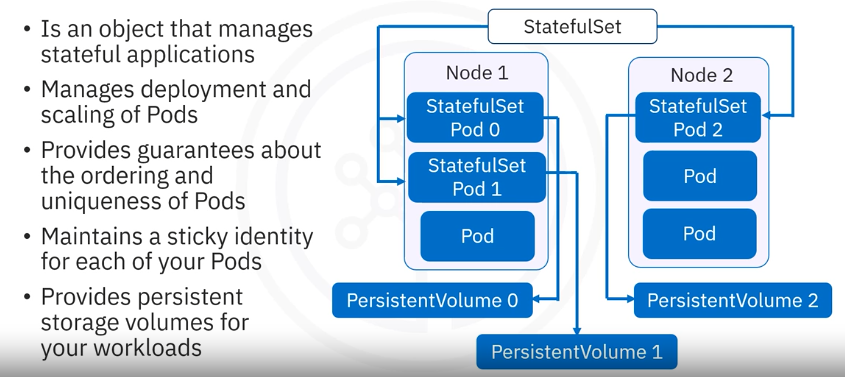 • Is an object that manages
stateful applications
• Manages deployment and
scaling of Pods
• Provides guarantees about
the ordering and
uniqueness of Pods
• Maintains a sticky identity
for each of your Pods
• Provides persistent
storage volumes for
your workloads
StatefulSet
Node 1
StatefulSet
Pod 0
StatefulSet
Pod 1
Pod
Node 2
StatefulSet
Pod 2
Pod
Pod
PersistentVolume 0
PersistentVolume 2
PersistentVolume 1